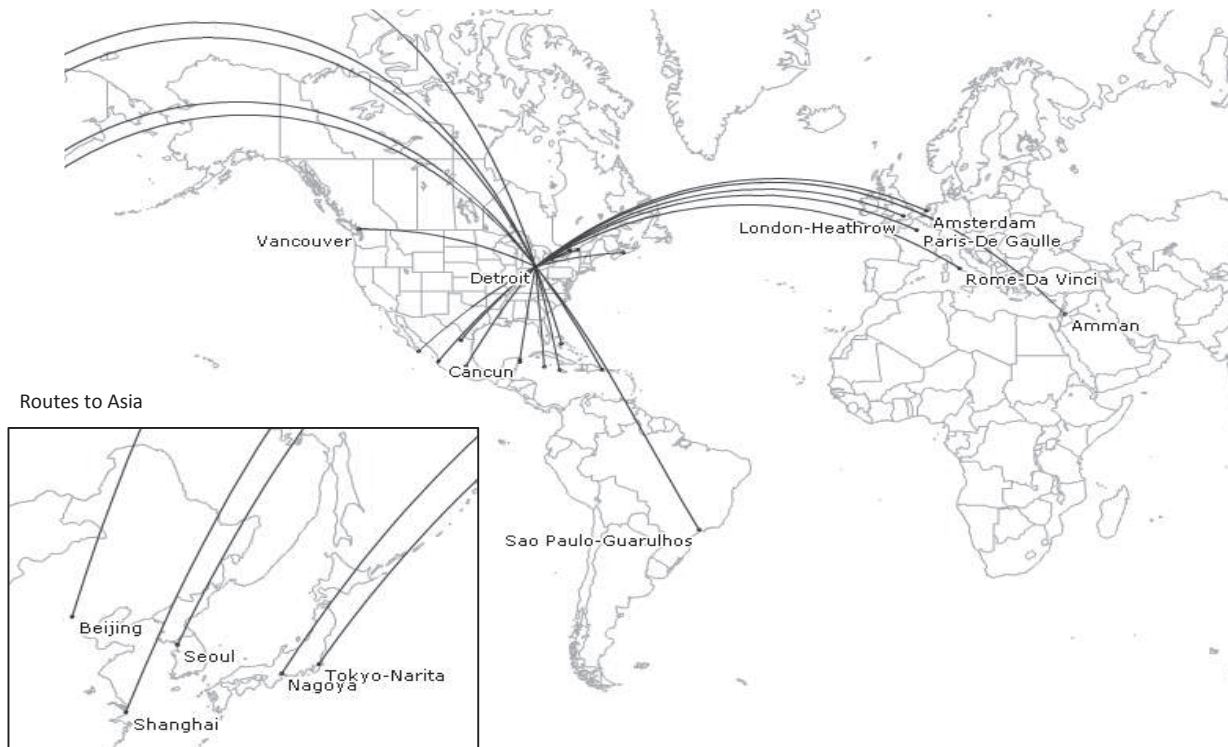 Vancouver
Detroit
London-Heathrow
Amsterdam
Paris-De Gaulle
Rome-Da Vinci
Amman
Cancun
Sao Paulo-Guarulhos
Routes to Asia
Beijing
Seoul
Tokyo-Narita
Nagoya
Shanghai